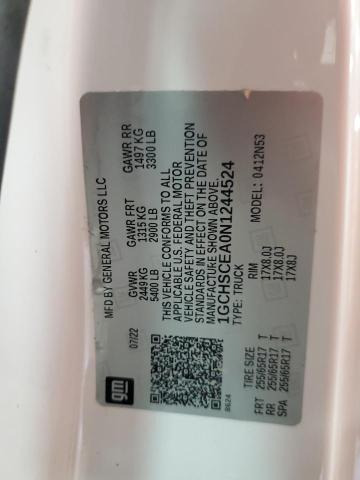 MFD BY GENERAL MOTORS LLC
07/22
GVWR GAWR FRT GAWR RR
2449 KG 1315 KG 1497 KG
5400 LB 2900 LB 3300 LB
THIS VEHICLE CONFORMS TO ALL
APPLICABLE U.S. FEDERAL MOTOR
VEHICLE SAFETY AND THEFT PREVENTION
STANDARDS IN EFFECT ON THE DATE OF
MANUFACTURE SHOWN ABOVE.
1GCHSCEA0N1244524
TYPE: TRUCK MODEL: 0412N53
gm
8624
TIRE SIZE RIM
FRT 255/65R17 T 17X8.0J
RR 255/65R17 T 17X8.0J
SPA 255/65R17 T 17X8J